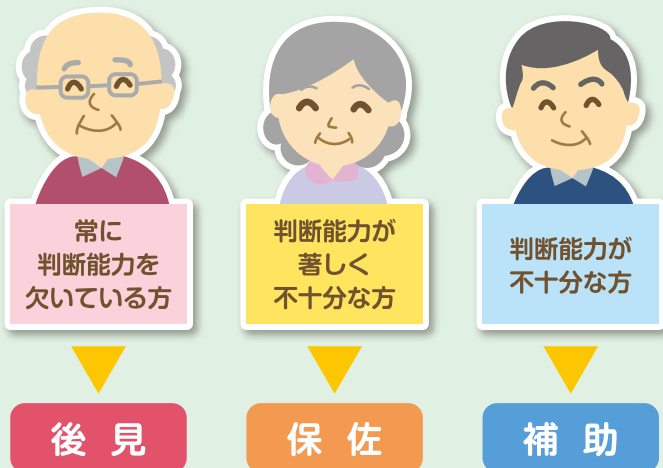 常に
判断能力を
欠いている方
判断能力が
著しく
不十分な方
判断能力が
不十分な方
後見
保佐
補助